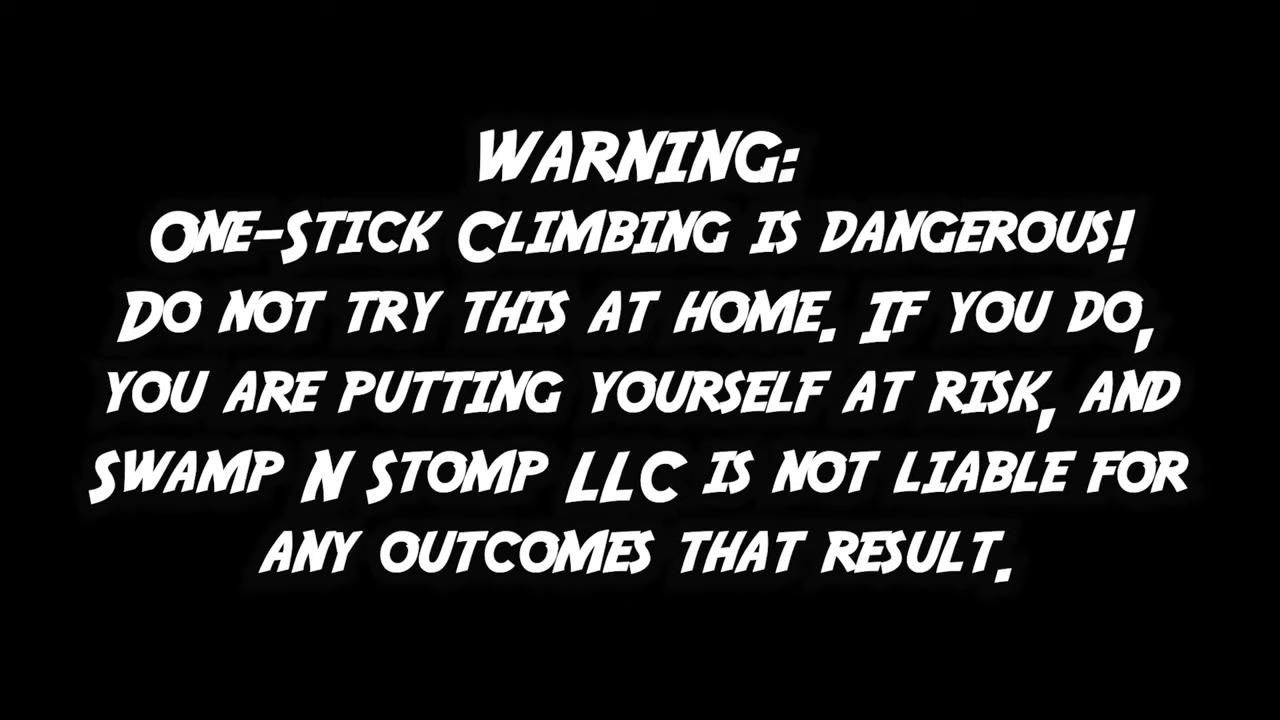 WARNING:
One-Stick Climbing is dangerous!
Do not try this at home. If you do,
you are putting yourself at risk, and
Swamp N Stomp LLC is not liable for
any outcomes that result.